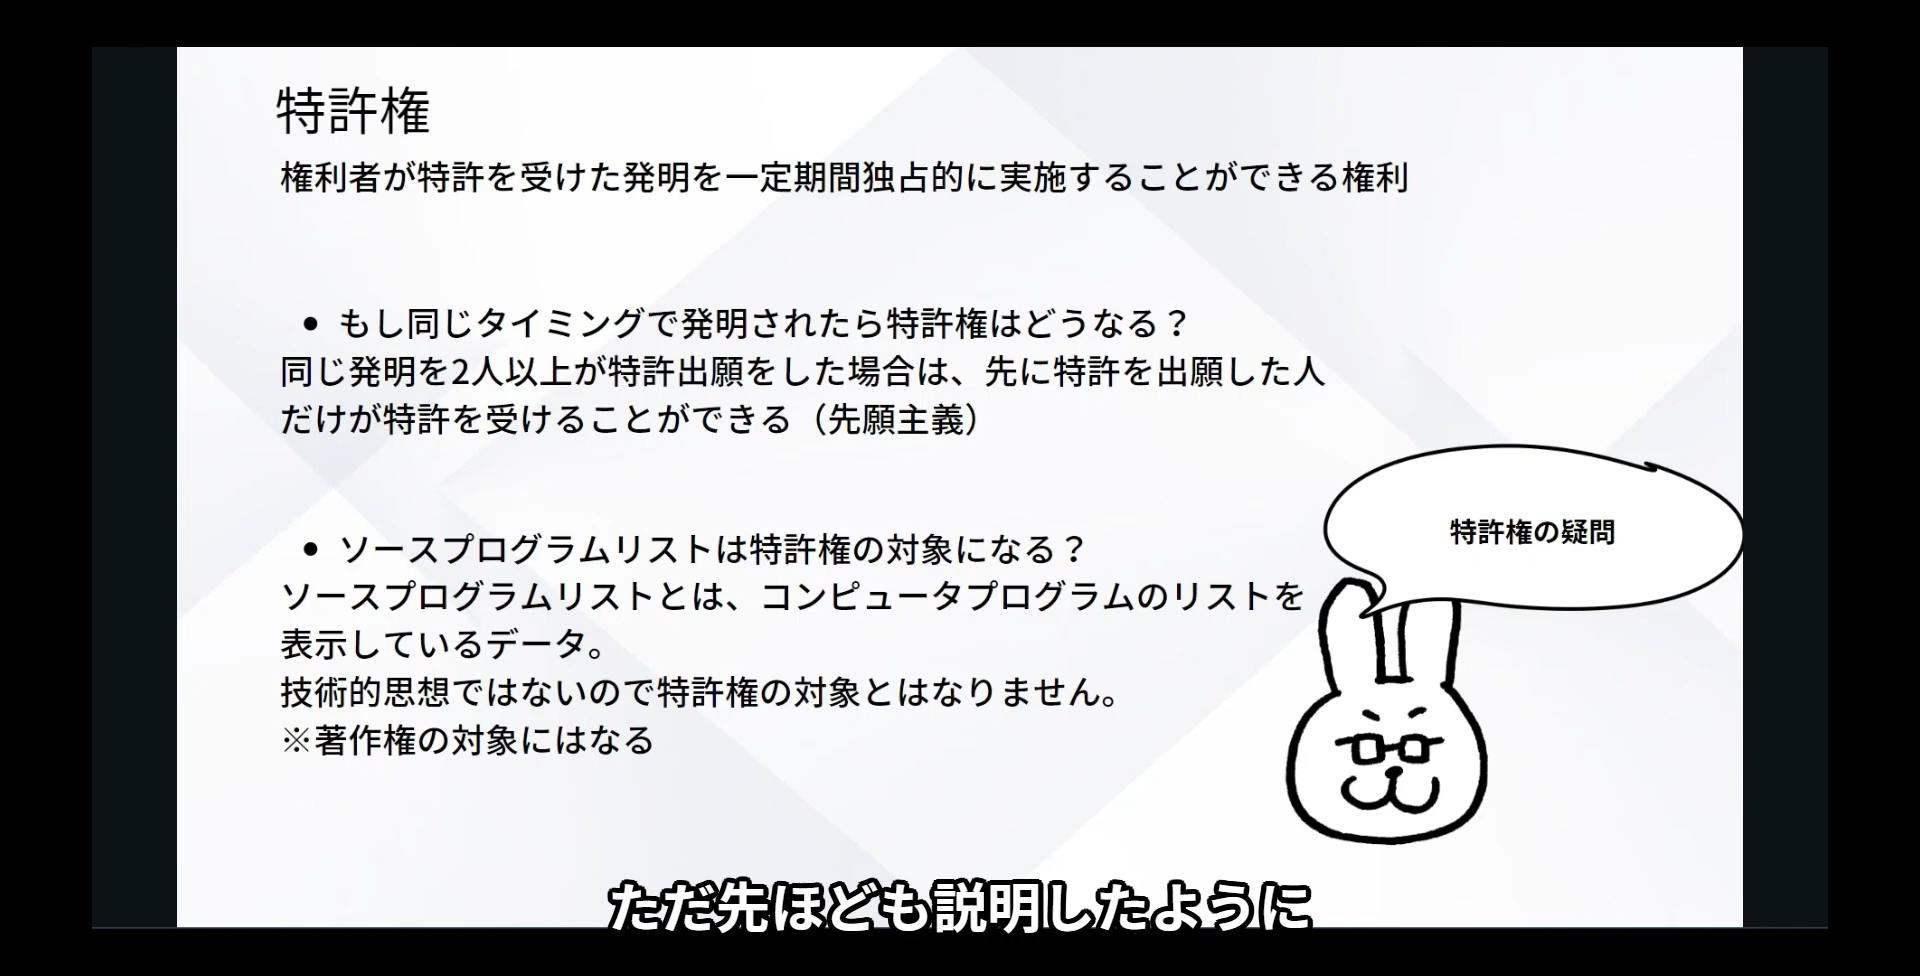 特許権
権利者が特許を受けた発明を一定期間独占的に実施することができる権利
• もし同じタイミングで発明されたら特許権はどうなる？
同じ発明を2人以上が特許出願をした場合は、先に特許を出願した人
だけが特許を受けることができる（先願主義）
• ソースプログラムリストは特許権の対象になる？
ソースプログラムリストとは、コンピュータプログラムのリストを
表示しているデータ。
技術的思想ではないので特許権の対象とはなりません。
※著作権の対象にはなる
特許権の疑問
ただ先ほども説明したように